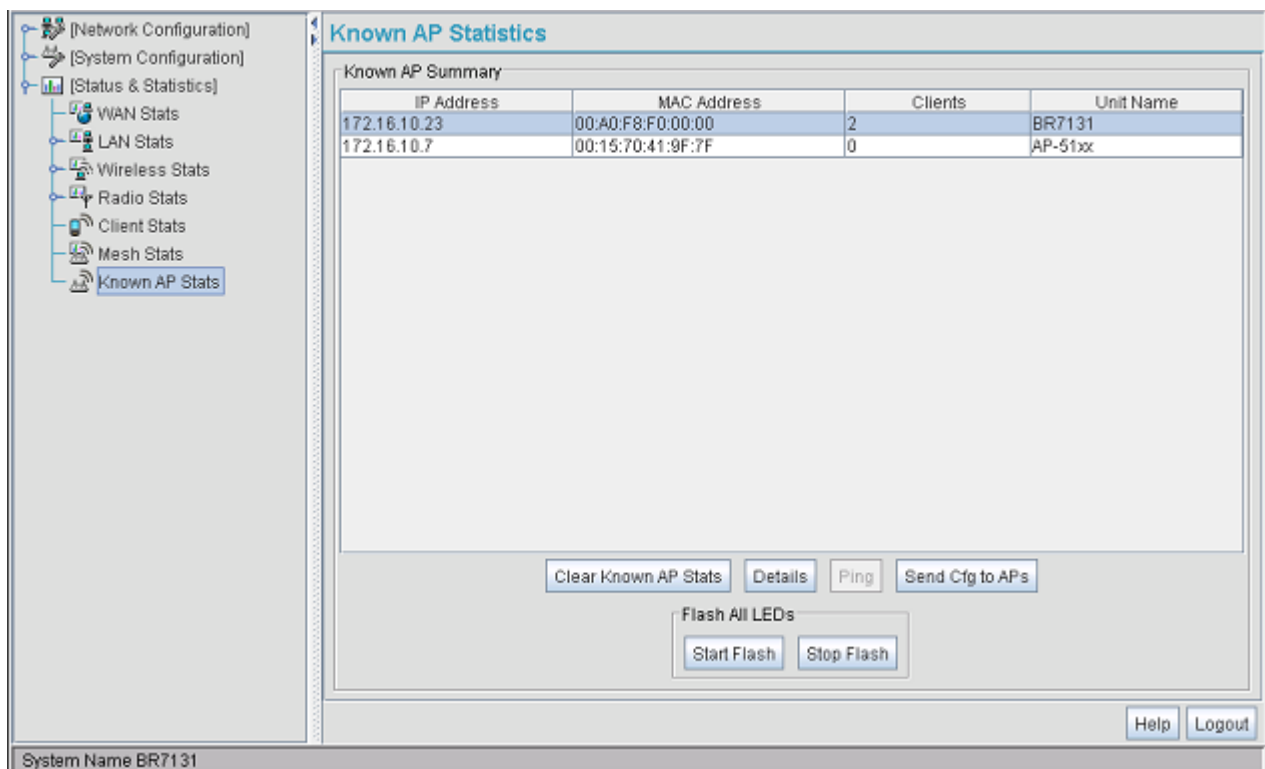 [Network Configuration]
[System Configuration]
[Status & Statistics]
WAN Stats
LAN Stats
Wireless Stats
Radio Stats
Client Stats
Mesh Stats
Known AP Stats
Known AP Statistics
Known AP Summary
IP Address MAC Address Clients Unit Name
172.16.10.23 00:A0:F8:F0:00:00 2 BR7131
172.16.10.7 00:15:70:41:9F:7F 0 AP-51xx
Clear Known AP Stats Details Ping Send Cfg to APs
Flash All LEDs
Start Flash Stop Flash
Help Logout
System Name BR7131